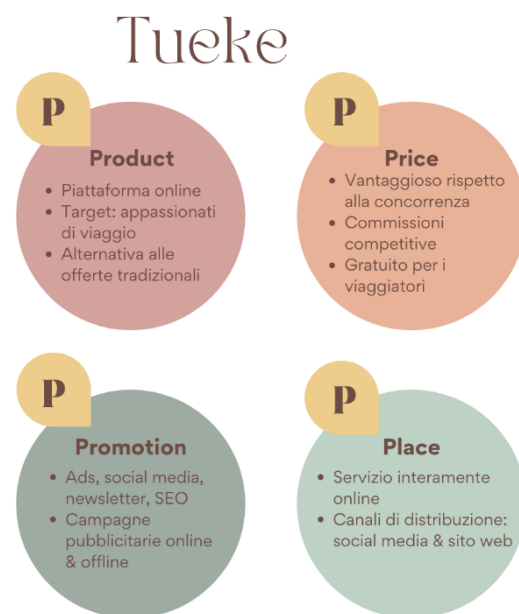 Tueke
P
Product
• Piattaforma online
• Target: appassionati
di viaggio
• Alternativa alle
offerte tradizionali
P
Price
• Vantaggioso rispetto
alla concorrenza
• Commissioni
competitive
• Gratuito per i
viaggiatori
P
Promotion
• Ads, social media,
newsletter, SEO
• Campagne
pubblicitarie online
& offline
P
Place
• Servizio interamente
online
• Canali di distribuzione:
social media & sito web